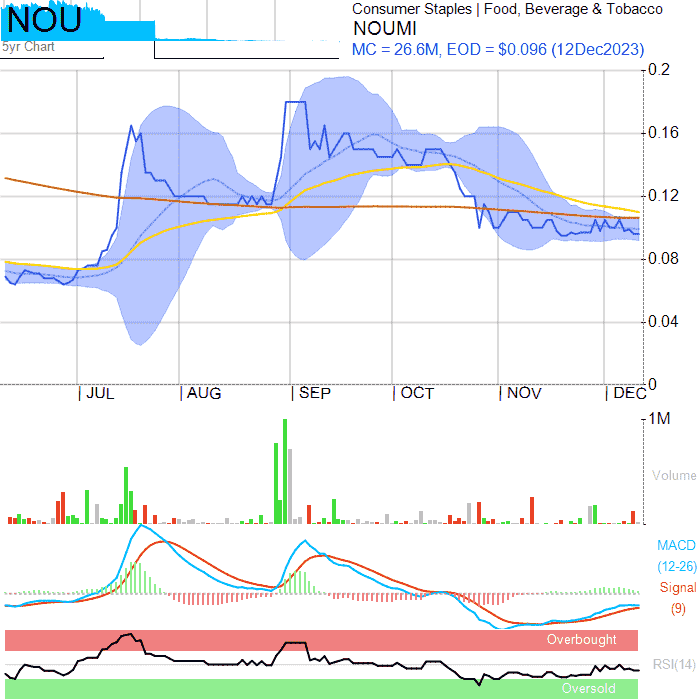 NOU
5yr Chart
Consumer Staples | Food, Beverage & Tobacco
NOUMI
MC = 26.6M, EOD = $0.096 (12Dec2023)
0.2
0.16
0.12
0.08
0.04
0
| JUL | AUG | SEP | OCT | NOV | DEC
1M
Volume
MACD
(12-26)
Signal
(9)
Overbought
RSI(14)
Oversold